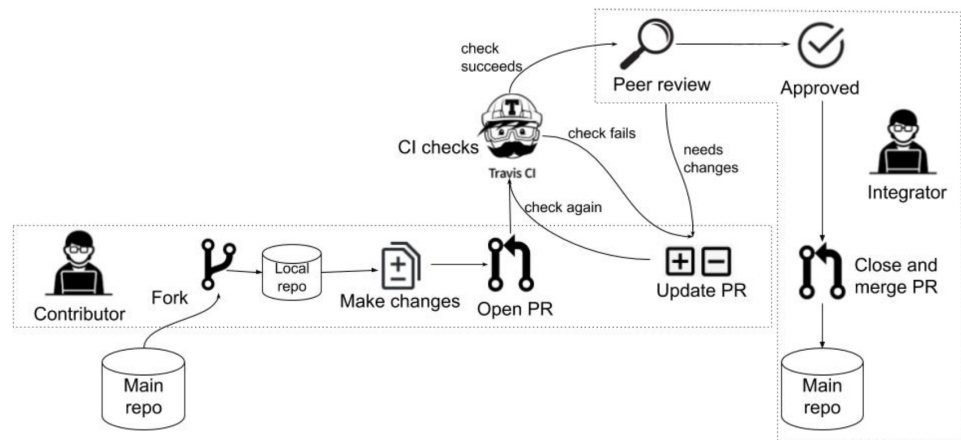 check
succeeds
Peer review
Approved
T
CI checks
check fails
needs
changes
Travis CI
Integrator
check again
Contributor
Fork
Local
repo
Make changes
Open PR
Update PR
Close and
merge PR
Main
repo
Main
repo